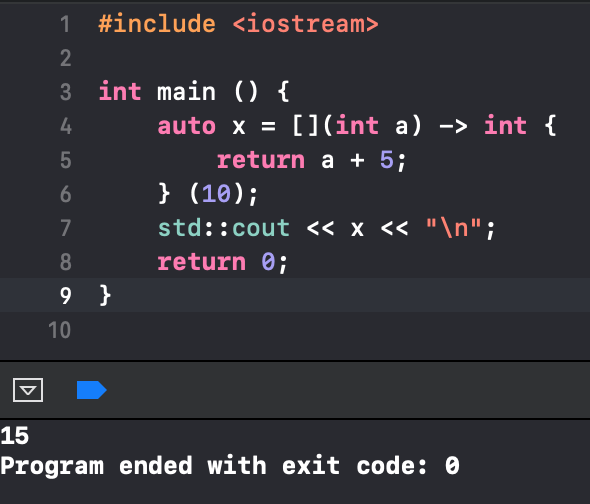 1 #include <iostream>
2
3 int main () {
4     auto x = [](int a) -> int {
5         return a + 5;
6     } (10);
7     std::cout << x << "\n";
8     return 0;
9 }
10
15
Program ended with exit code: 0